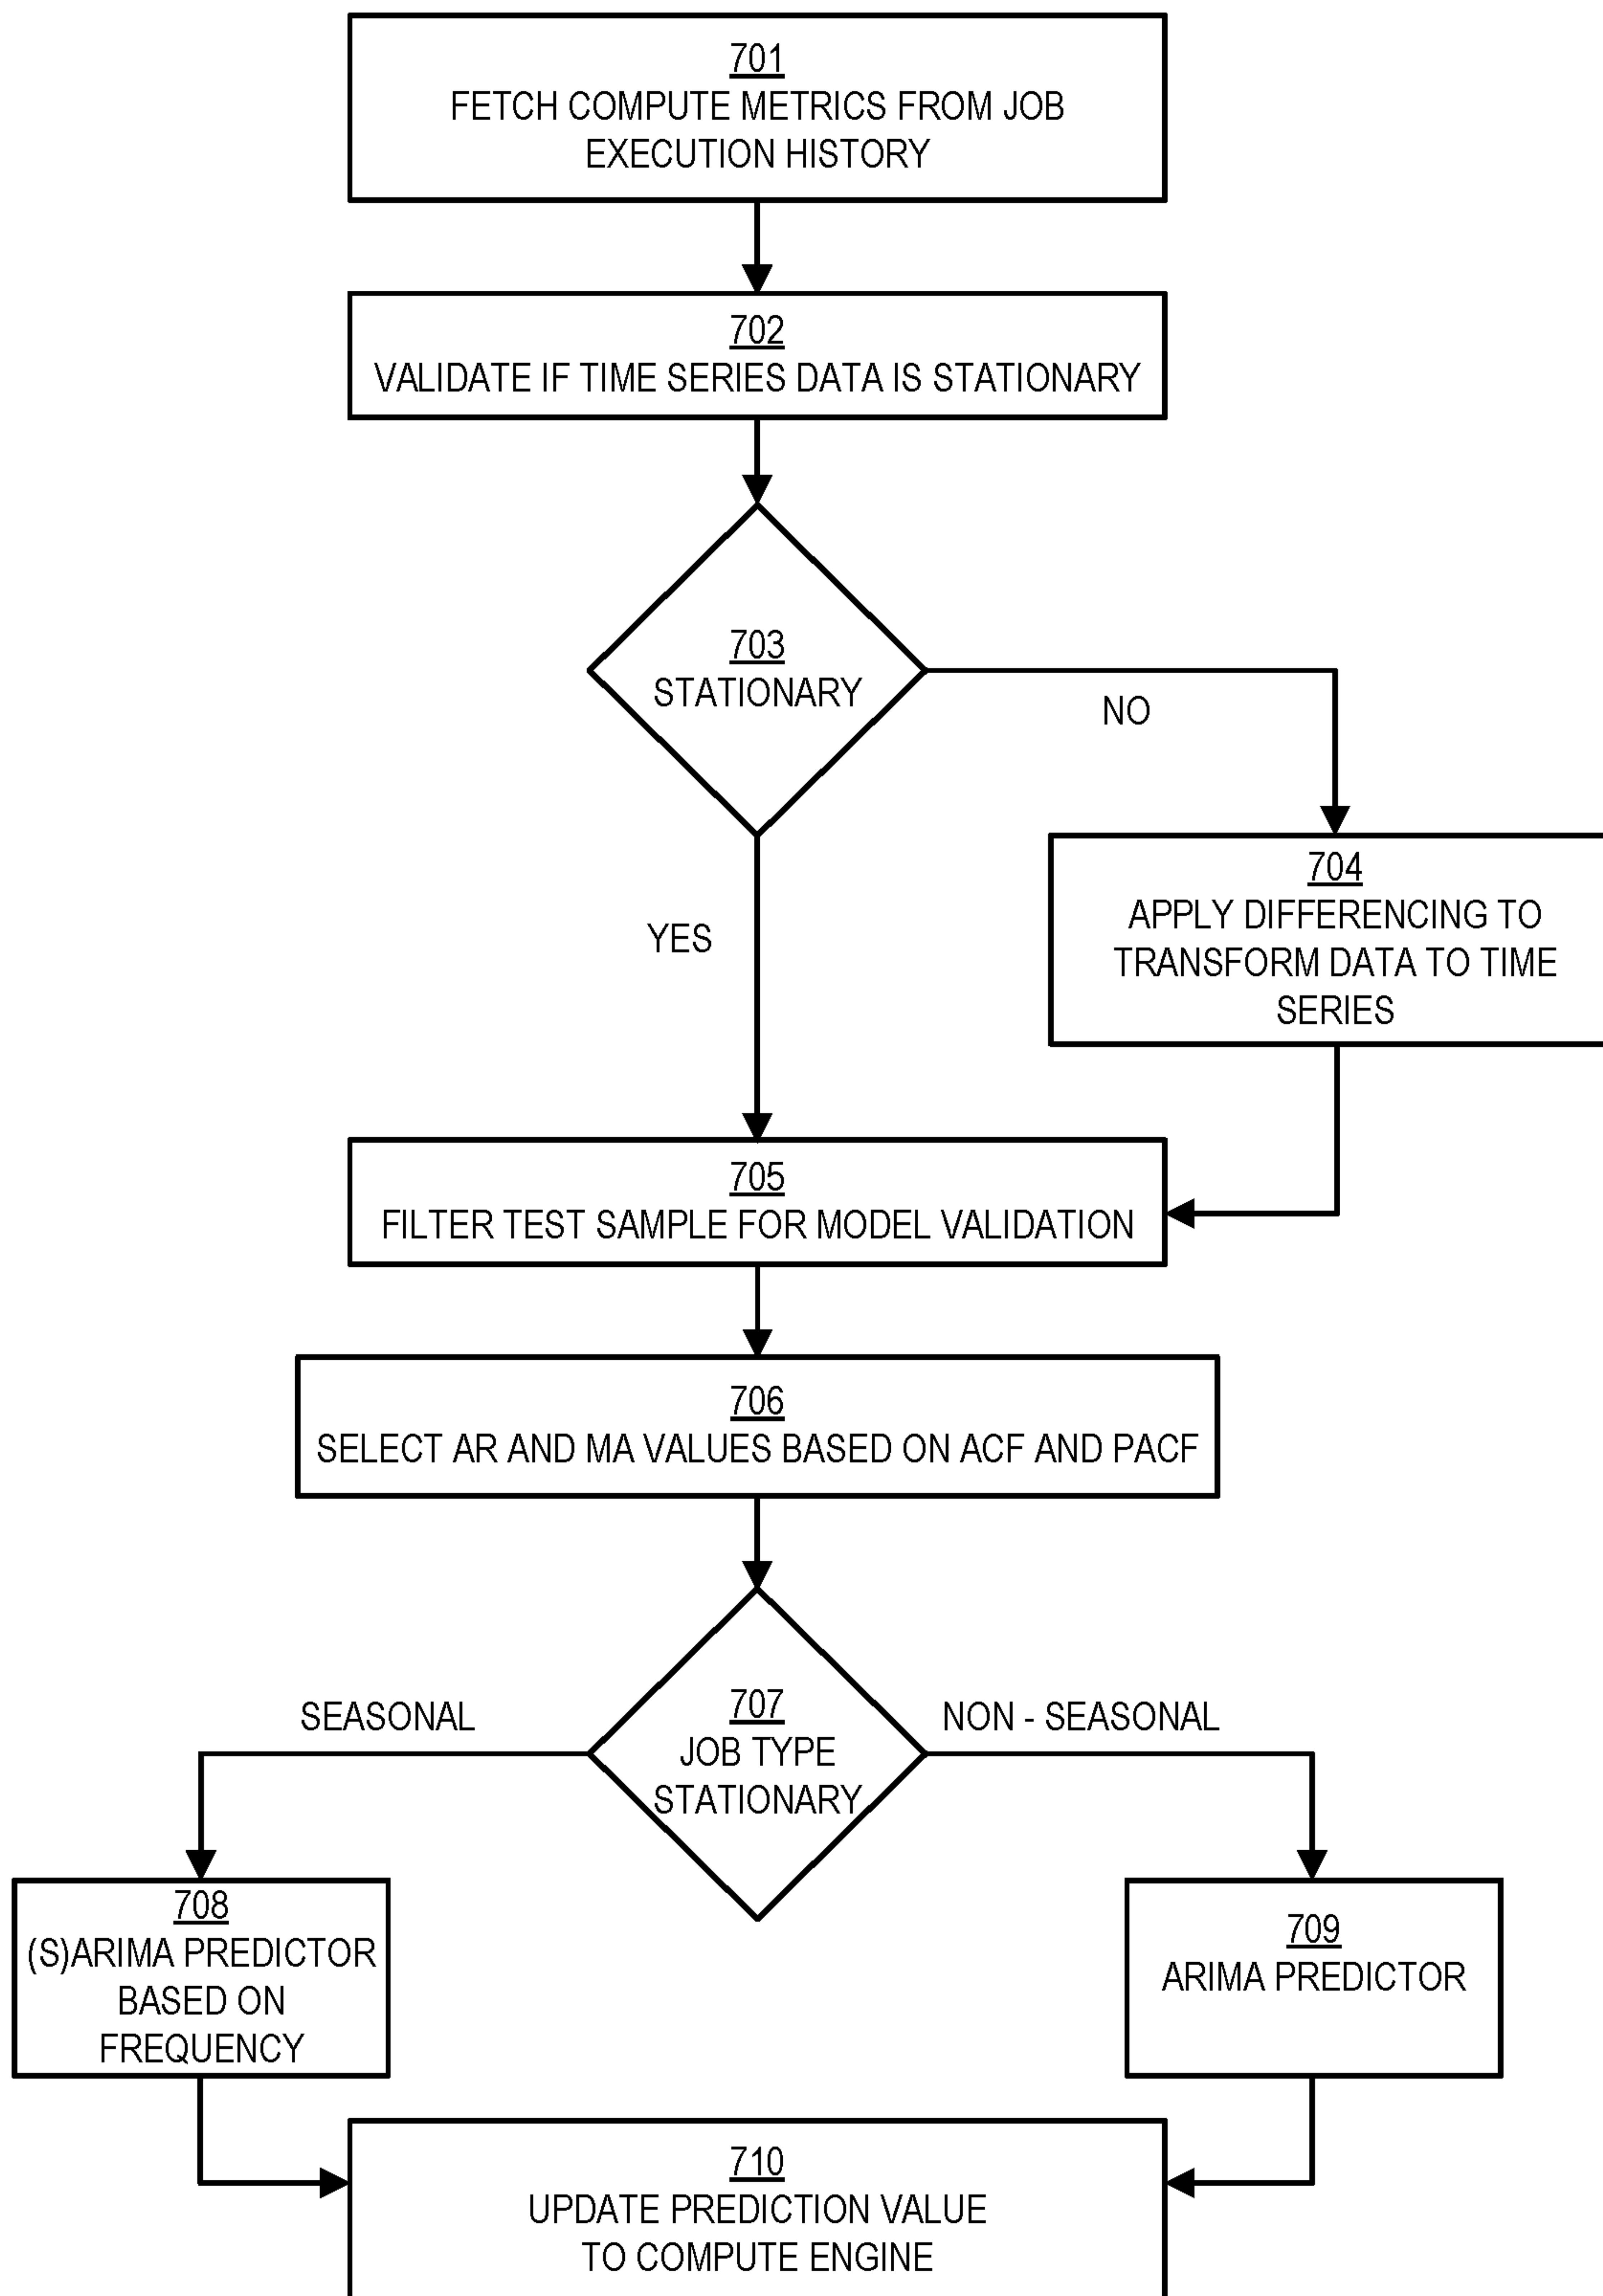 701
FETCH COMPUTE METRICS FROM JOB
EXECUTION HISTORY
702
VALIDATE IF TIME SERIES DATA IS STATIONARY
703
STATIONARY
NO
YES
704
APPLY DIFFERENCING TO
TRANSFORM DATA TO TIME
SERIES
705
FILTER TEST SAMPLE FOR MODEL VALIDATION
706
SELECT AR AND MA VALUES BASED ON ACF AND PACF
707
JOB TYPE
STATIONARY
SEASONAL
NON - SEASONAL
708
(S)ARIMA PREDICTOR
BASED ON
FREQUENCY
709
ARIMA PREDICTOR
710
UPDATE PREDICTION VALUE
TO COMPUTE ENGINE